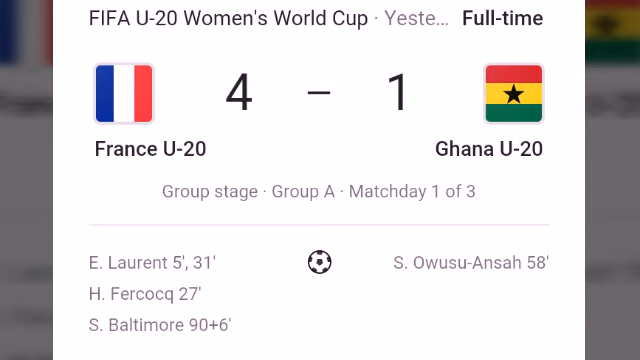 FIFA U-20 Women's World Cup · Yeste... Full-time
4 – 1
France U-20 Ghana U-20
Group stage · Group A · Matchday 1 of 3
E. Laurent 5', 31' S. Owusu-Ansah 58'
H. Fercocq 27'
S. Baltimore 90+6'